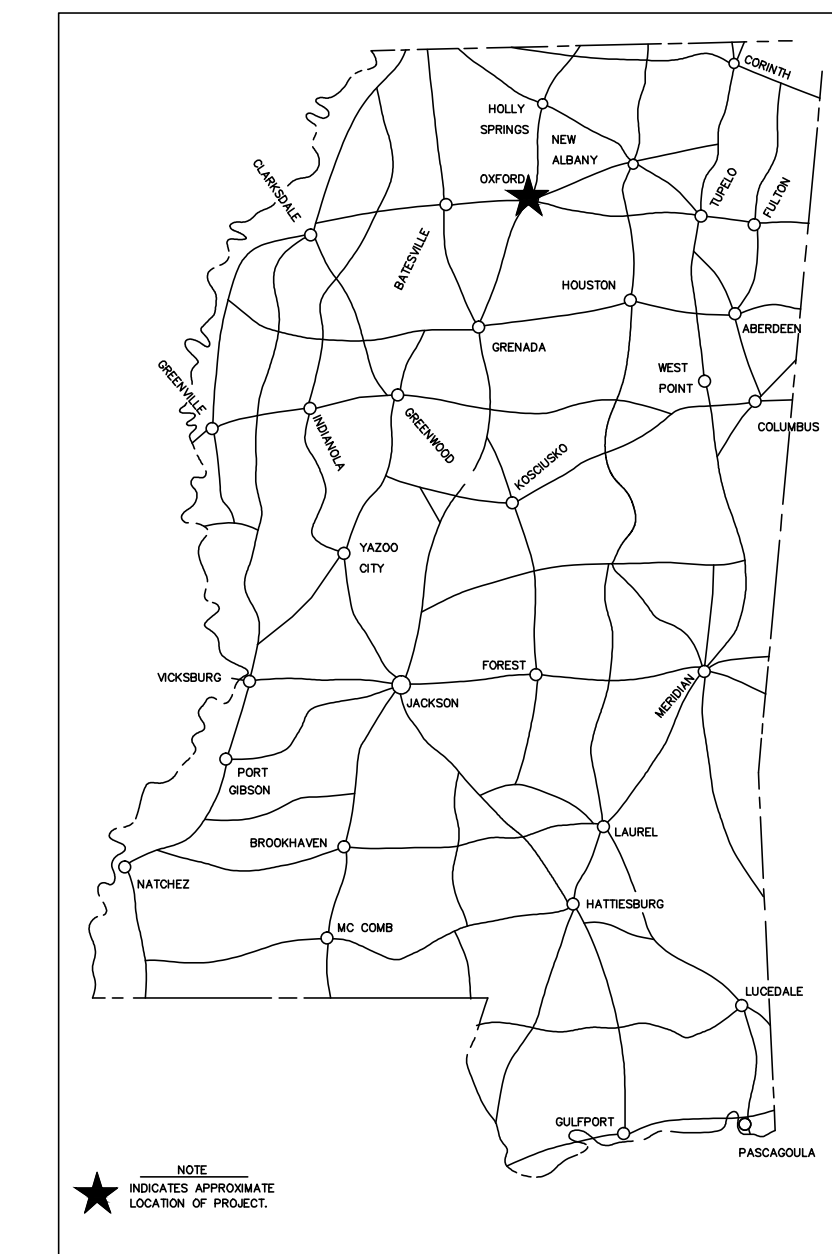 CORINTH
HOLLY
SPRINGS
NEW
ALBANY
OXFORD
CLARKSDALE
TUPELO
FULTON
BATESVILLE
HOUSTON
ABERDEEN
GRENADA
WEST
POINT
GREENVILLE
INDIANOLA
GREENWOOD
COLUMBUS
KOSCIUSKO
YAZOO
CITY
VICKSBURG
FOREST
JACKSON
MERIDIAN
PORT
GIBSON
LAUREL
BROOKHAVEN
NATCHEZ
HATTIESBURG
MC COMB
LUCEDALE
GULFPORT
PASCAGOULA
NOTE
INDICATES APPROXIMATE
LOCATION OF PROJECT.